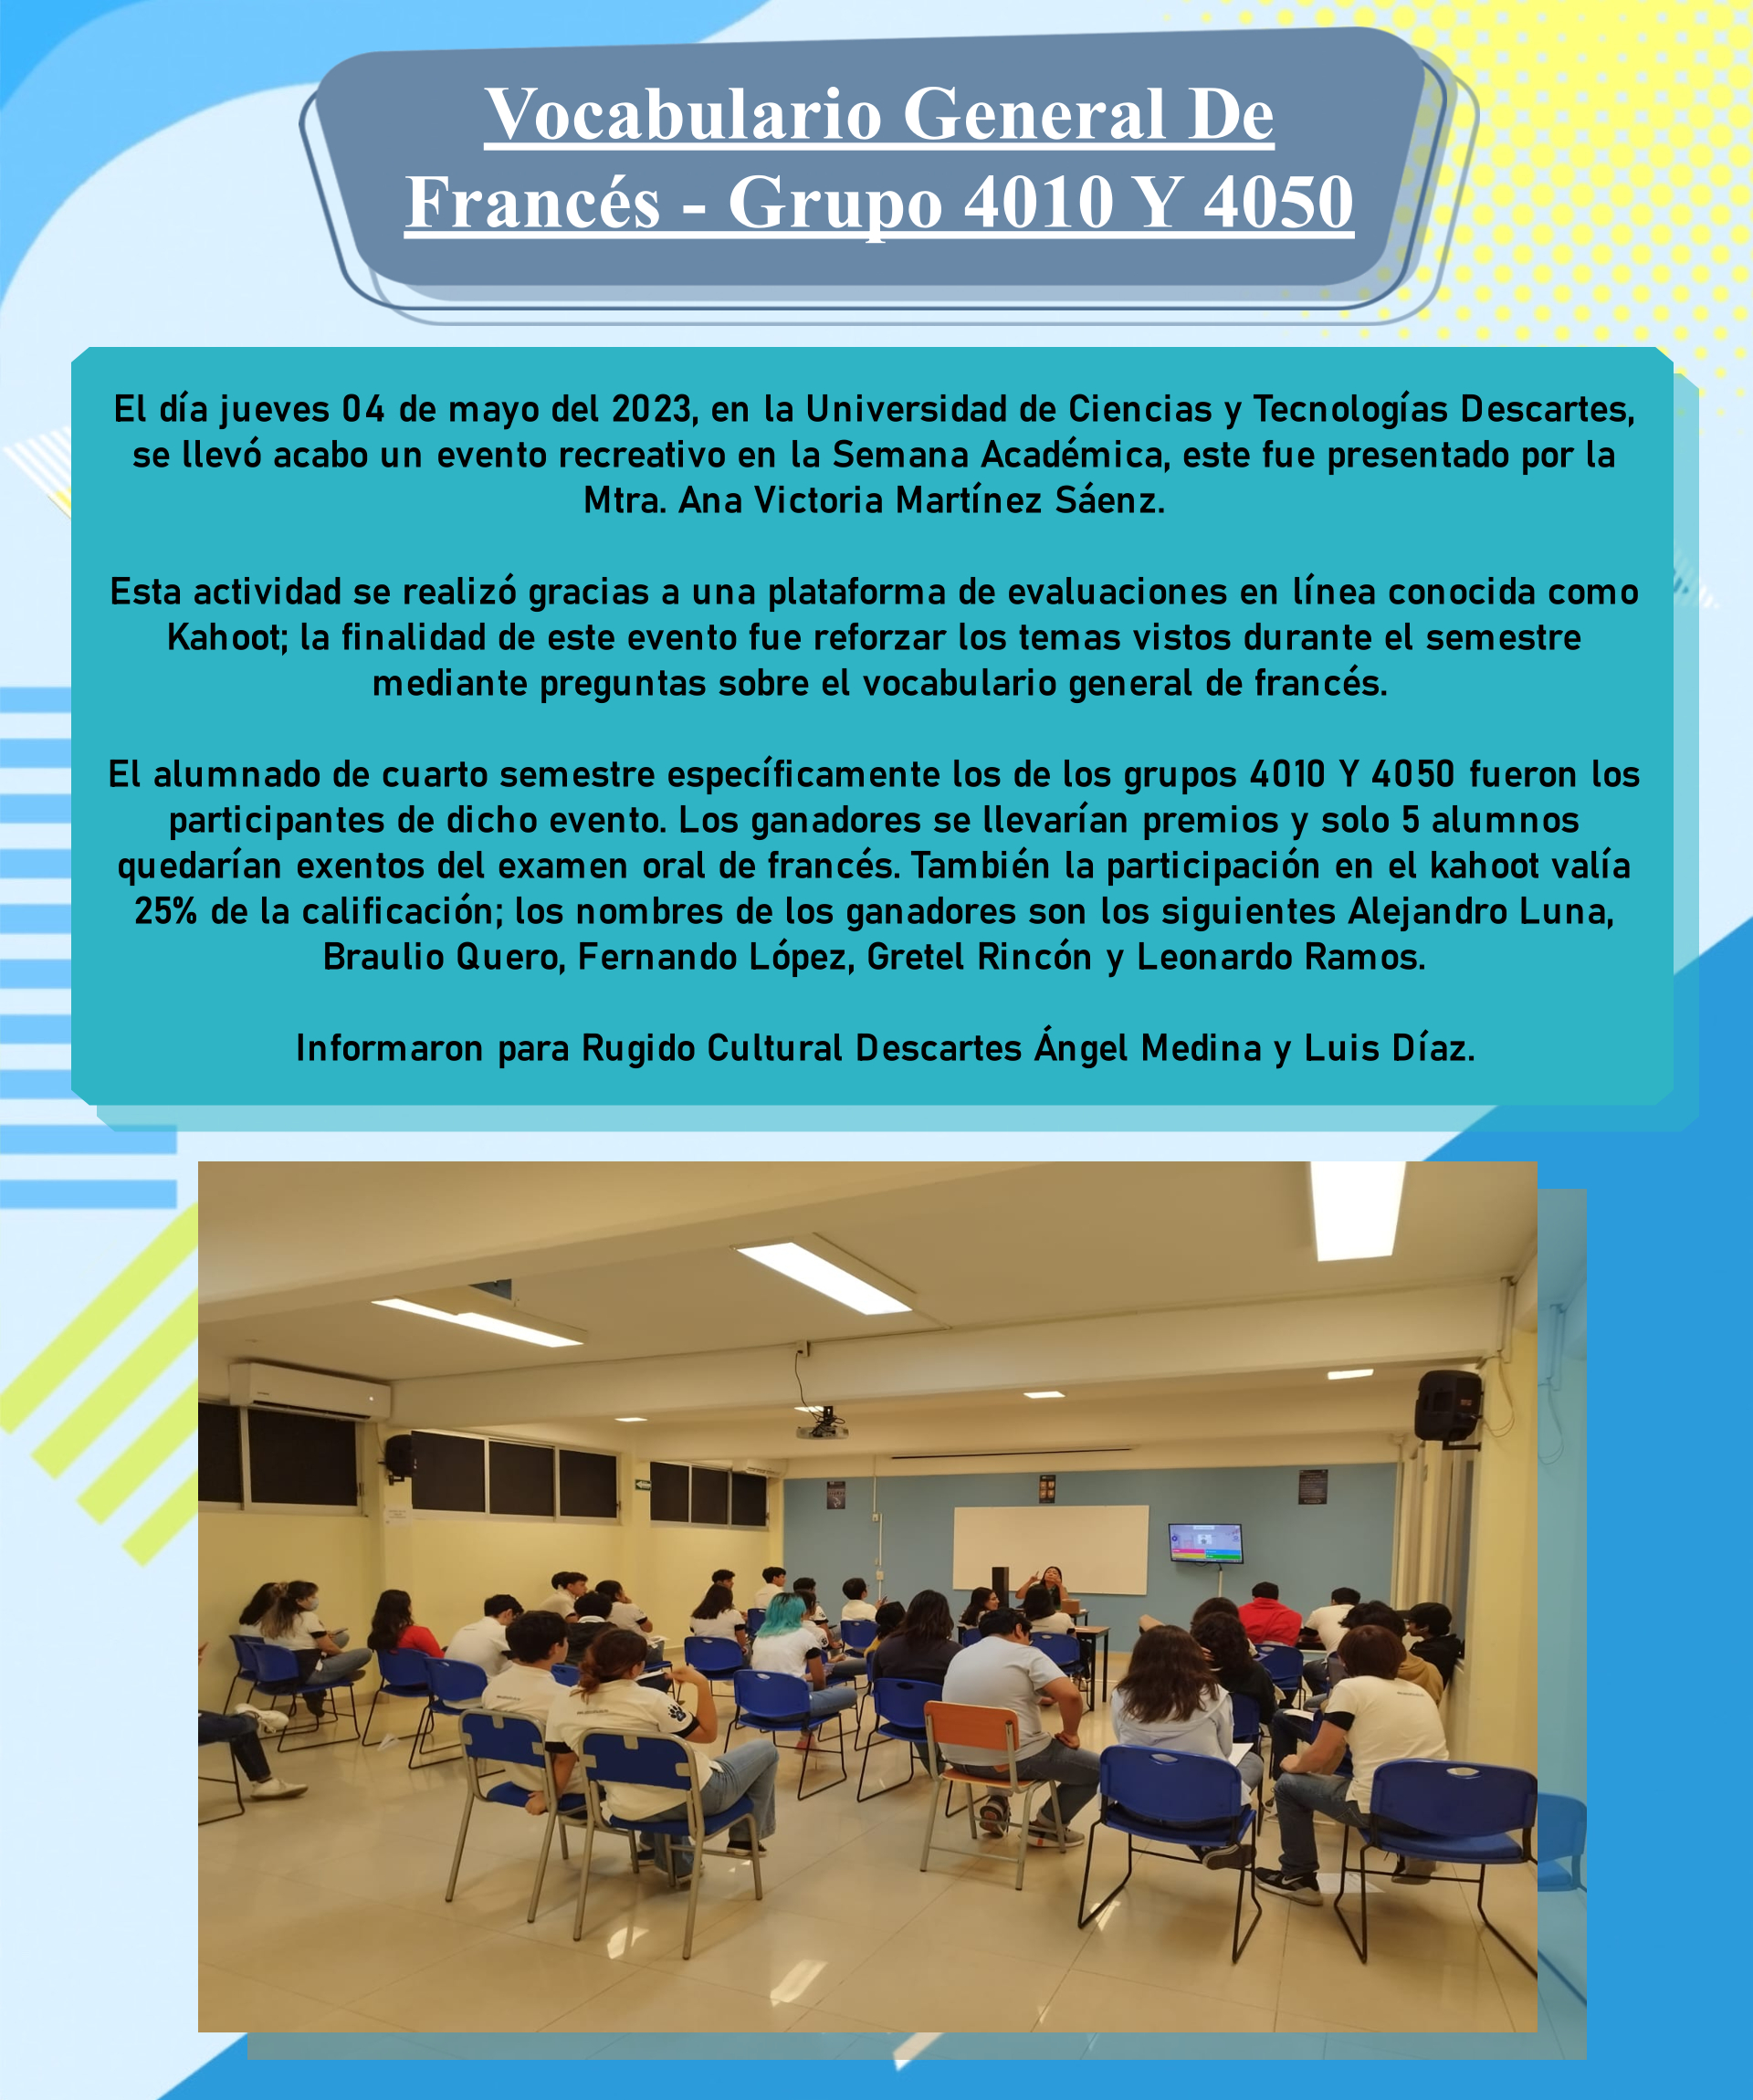 Vocabulario General De
Francés - Grupo 4010 Y 4050
El día jueves 04 de mayo del 2023, en la Universidad de Ciencias y Tecnologías Descartes,
se llevó acabo un evento recreativo en la Semana Académica, este fue presentado por la
Mtra. Ana Victoria Martínez Sáenz.
Esta actividad se realizó gracias a una plataforma de evaluaciones en línea conocida como
Kahoot; la finalidad de este evento fue reforzar los temas vistos durante el semestre
mediante preguntas sobre el vocabulario general de francés.
El alumnado de cuarto semestre específicamente los de los grupos 4010 Y 4050 fueron los
participantes de dicho evento. Los ganadores se llevarían premios y solo 5 alumnos
quedarían exentos del examen oral de francés. También la participación en el kahoot valía
25% de la calificación; los nombres de los ganadores son los siguientes Alejandro Luna,
Braulio Quero, Fernando López, Gretel Rincón y Leonardo Ramos.
Informaron para Rugido Cultural Descartes Ángel Medina y Luis Díaz.